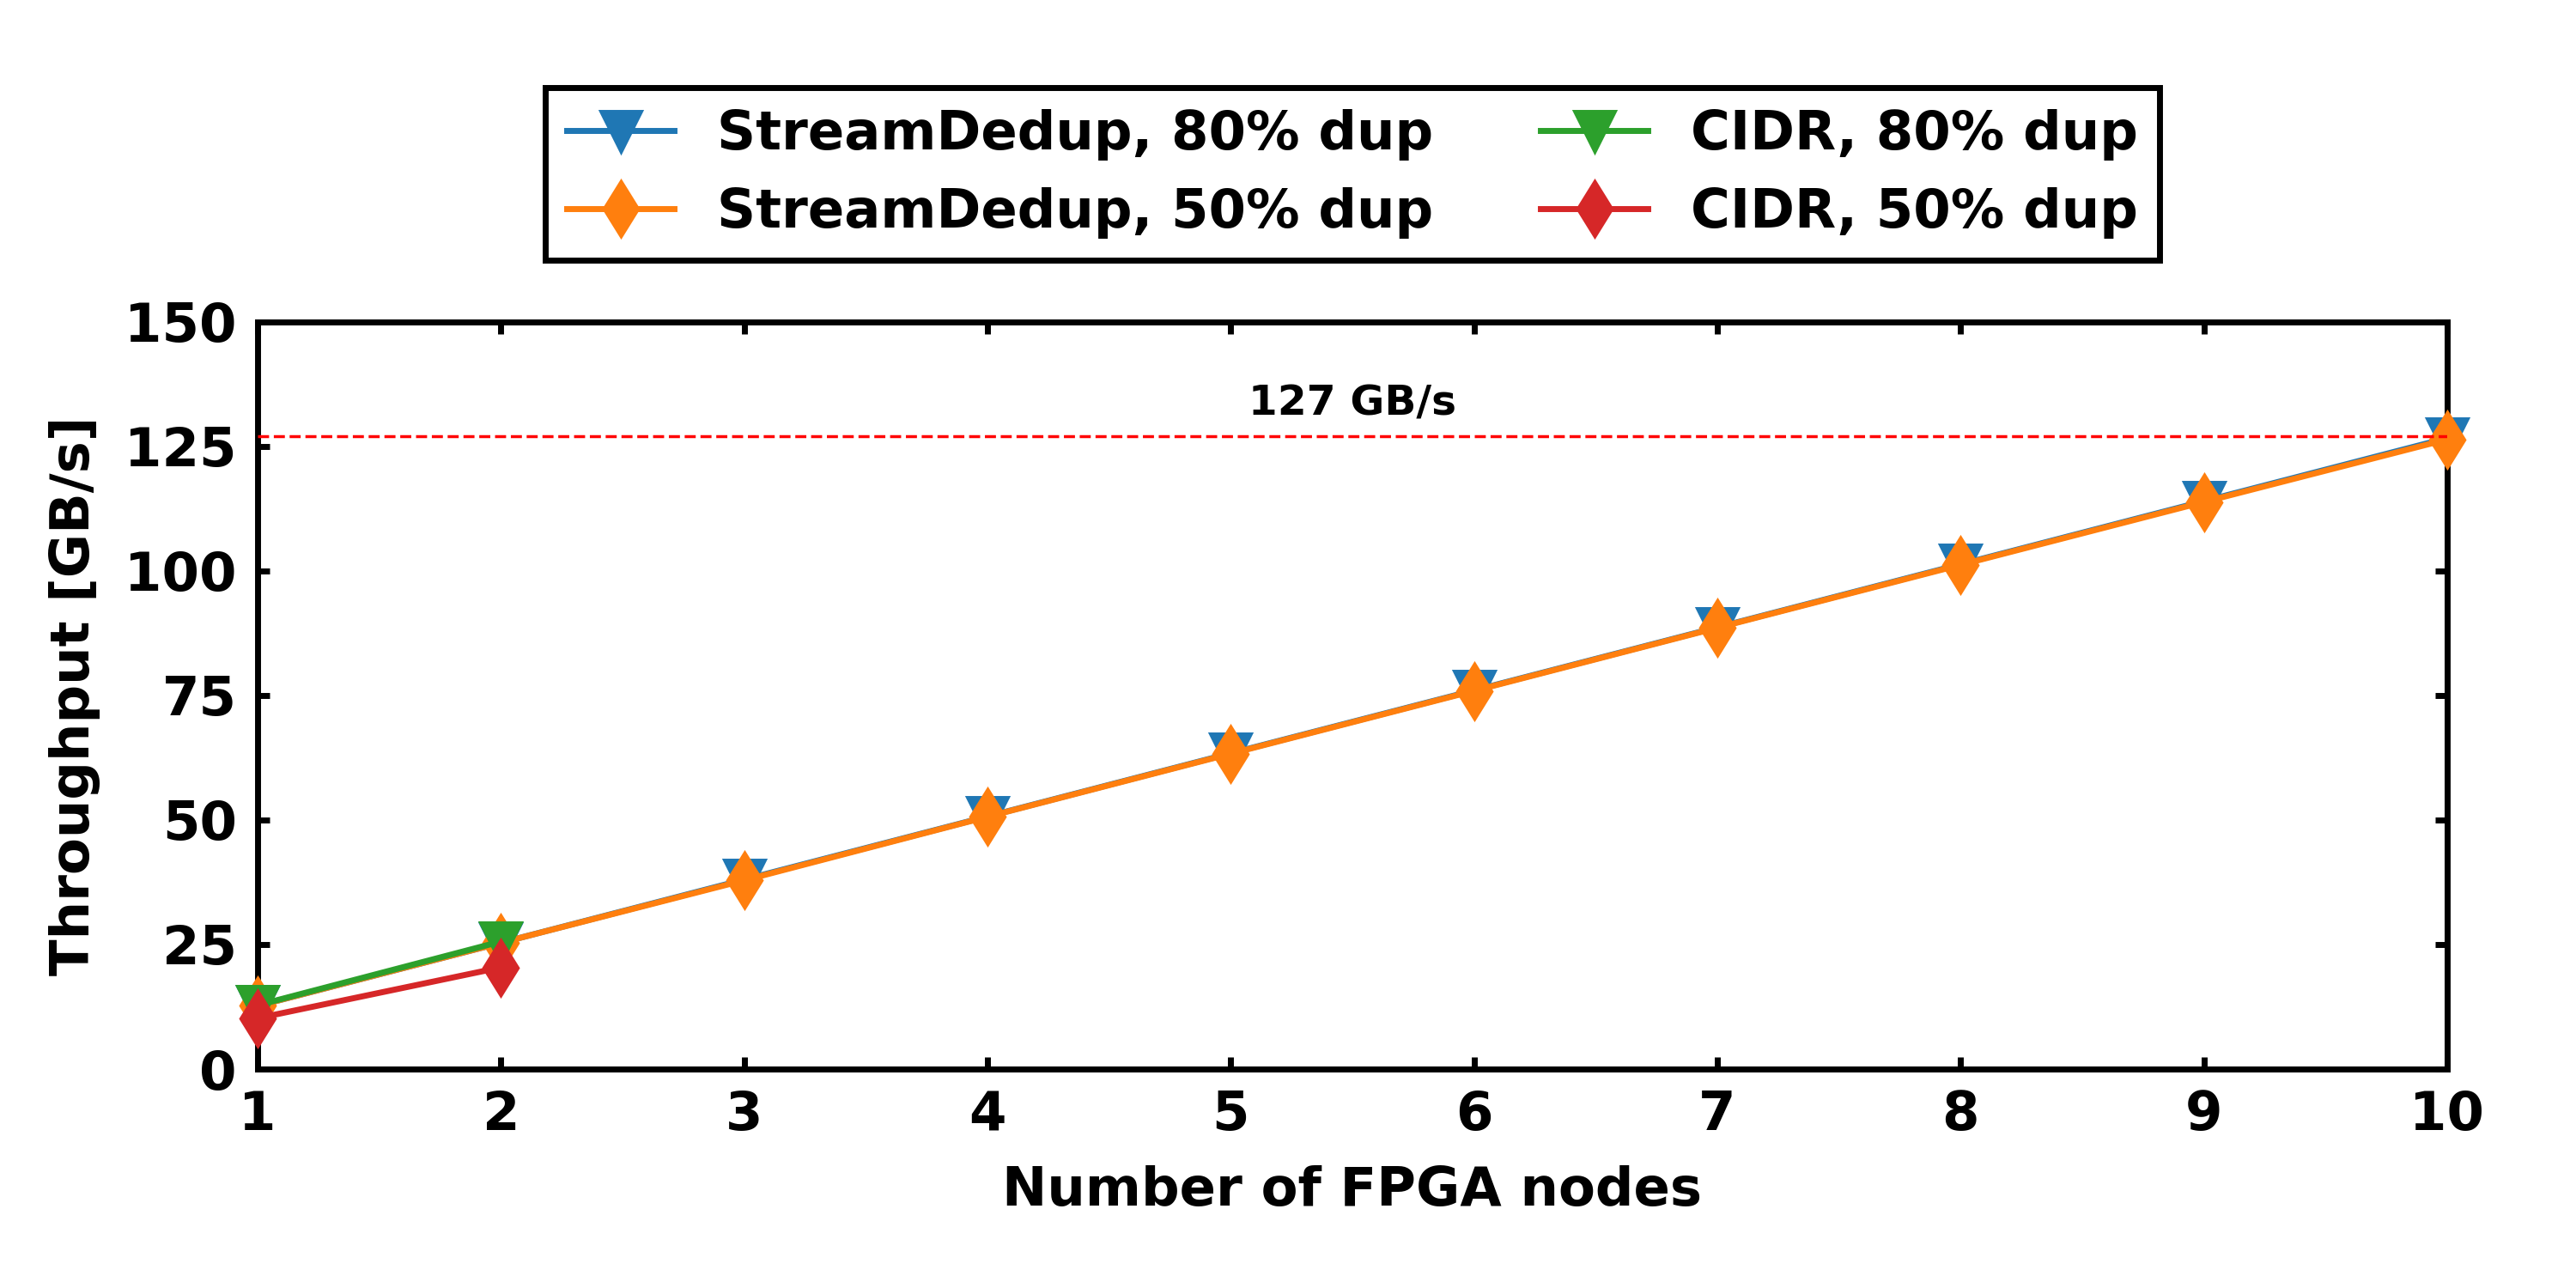 StreamDedup, 80% dup
StreamDedup, 50% dup
CIDR, 80% dup
CIDR, 50% dup
150
125
100
75
50
25
0
Throughput [GB/s]
127 GB/s
1 2 3 4 5 6 7 8 9 10
Number of FPGA nodes